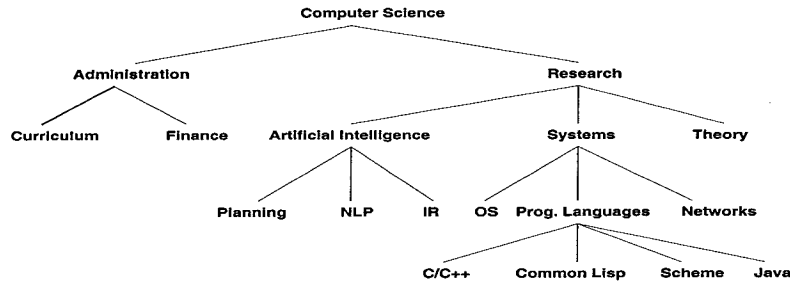 Computer Science
Administration Research
Curriculum Finance Artificial Intelligence Systems Theory
Planning NLP IR OS Prog. Languages Networks
C/C++ Common Lisp Scheme Java